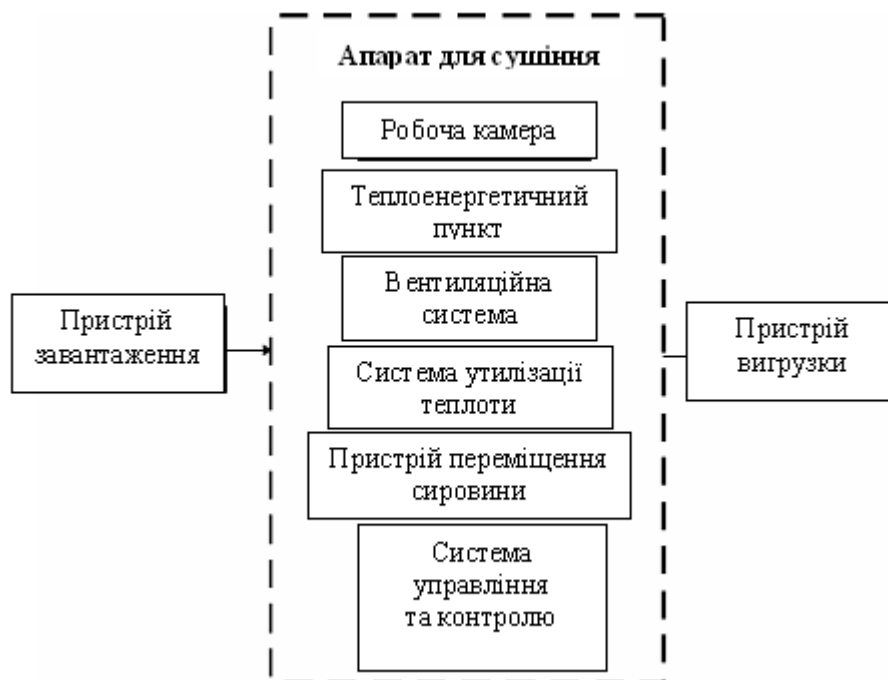 Апарат для сушіння
Робоча камера
Теплоенергетичний
пункт
Вентиляційна
система
Пристрій
завантаження
Пристрій
вигрузки
Система утилізації
теплоти
Пристрій переміщення
сировини
Система
управління
та контролю